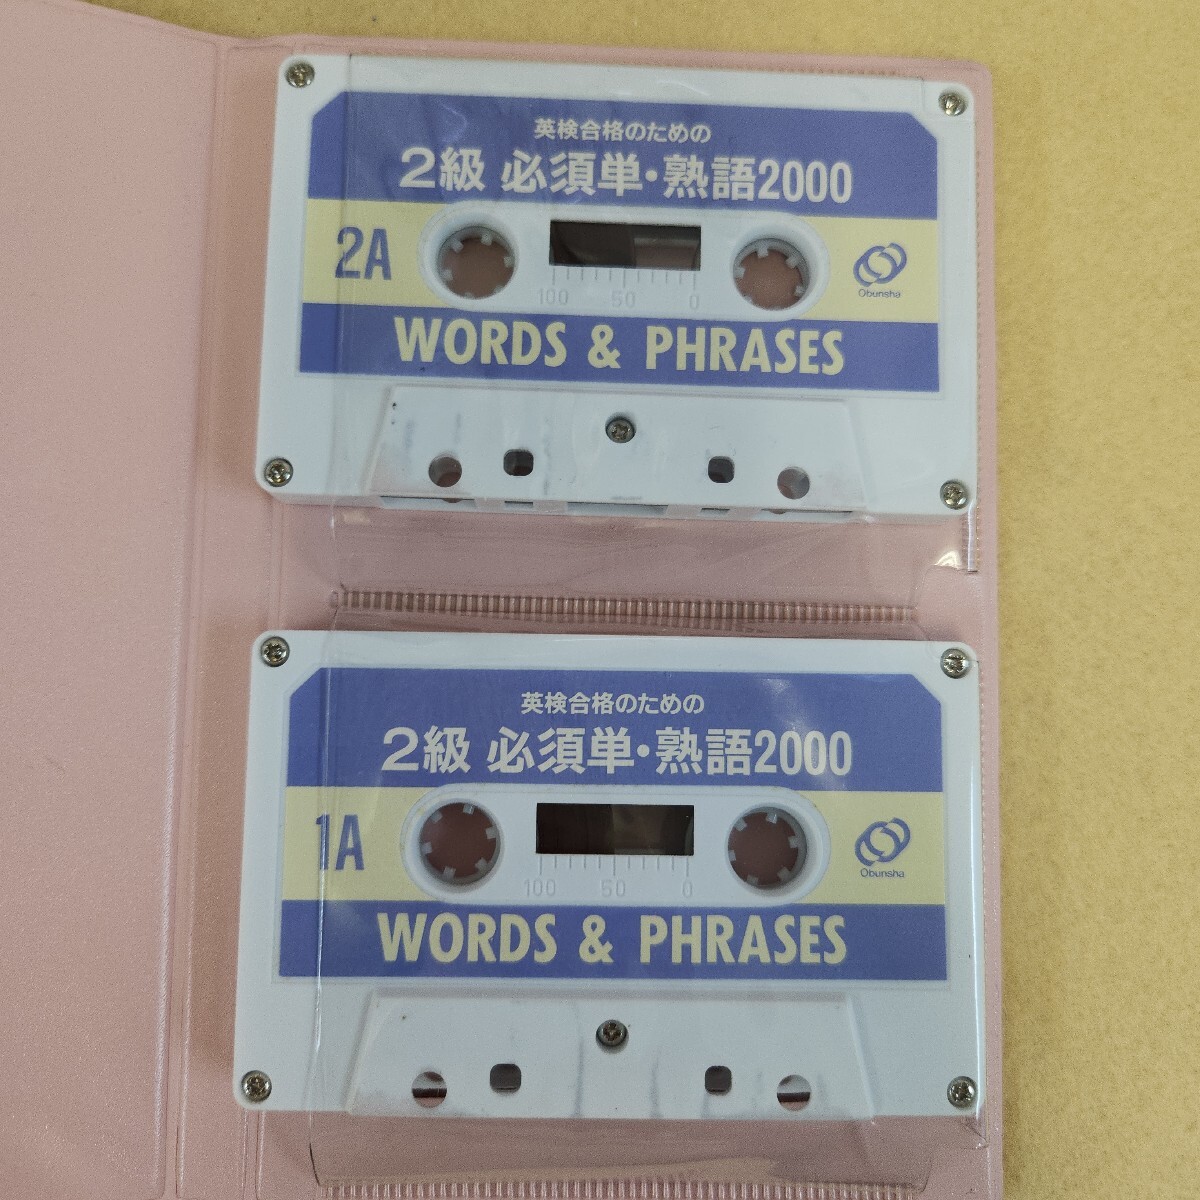 英検合格のための
2級 必須単・熟語2000
2A
100 50 0
Obunsha
WORDS & PHRASES
英検合格のための
2級 必須単・熟語2000
1A
100 50 0
Obunsha
WORDS & PHRASES